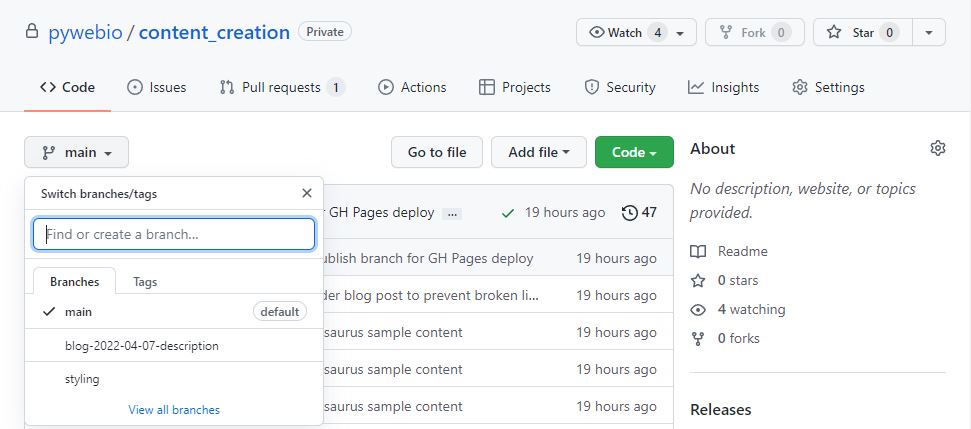 pywebio / content_creation Private Watch 4 Fork 0 Star 0
Code Issues Pull requests 1 Actions Projects Security Insights Settings
main Go to file Add file Code
Switch branches/tags
Find or create a branch...
Branches Tags
main default
blog-2022-04-07-description
styling
View all branches
GH Pages deploy ... 19 hours ago 47
branch for GH Pages deploy 19 hours ago
blog post to prevent broken li... 19 hours ago
saurus sample content 19 hours ago
saurus sample content 19 hours ago
saurus sample content 19 hours ago
About
No description, website, or topics
provided.
Readme
0 stars
4 watching
0 forks
Releases